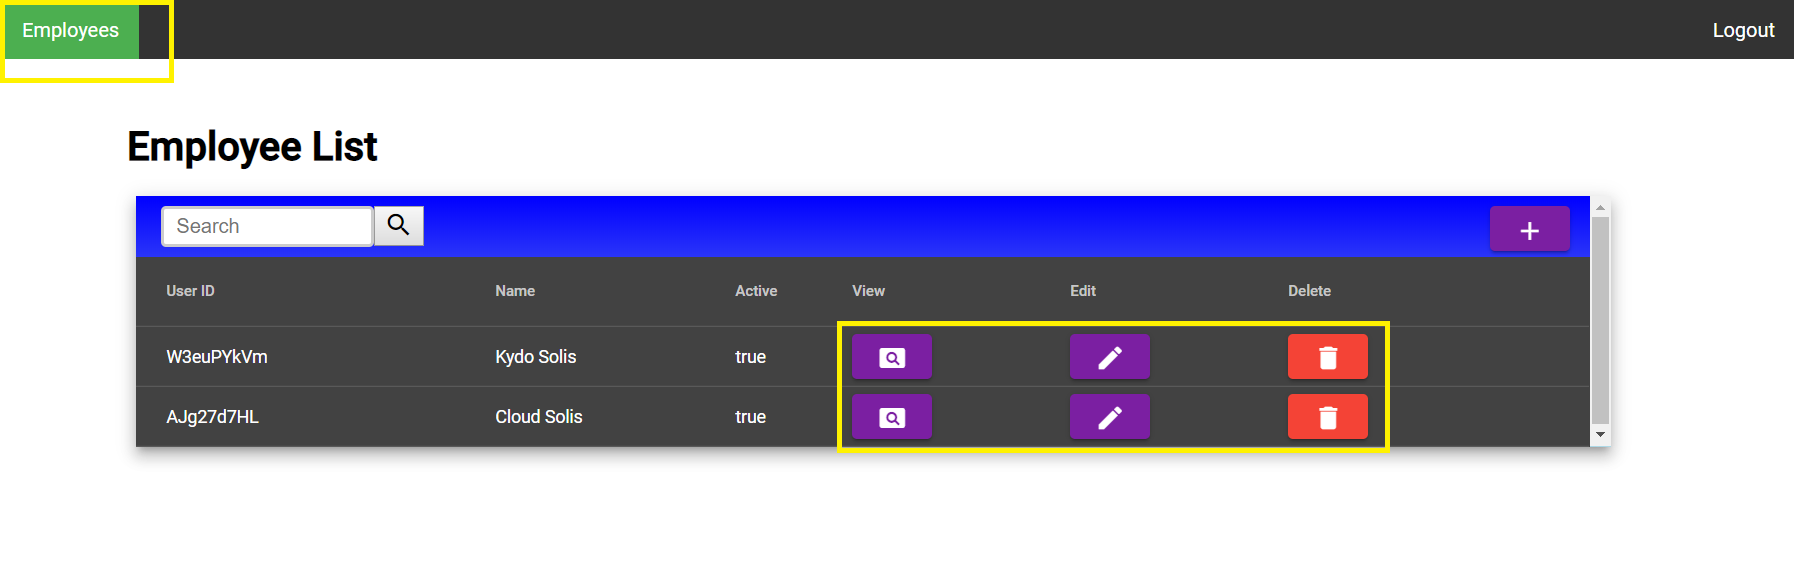 Employees Logout
Employee List
Search
User ID Name Active View Edit Delete
W3euPYkVm Kydo Solis true
AJg27d7HL Cloud Solis true